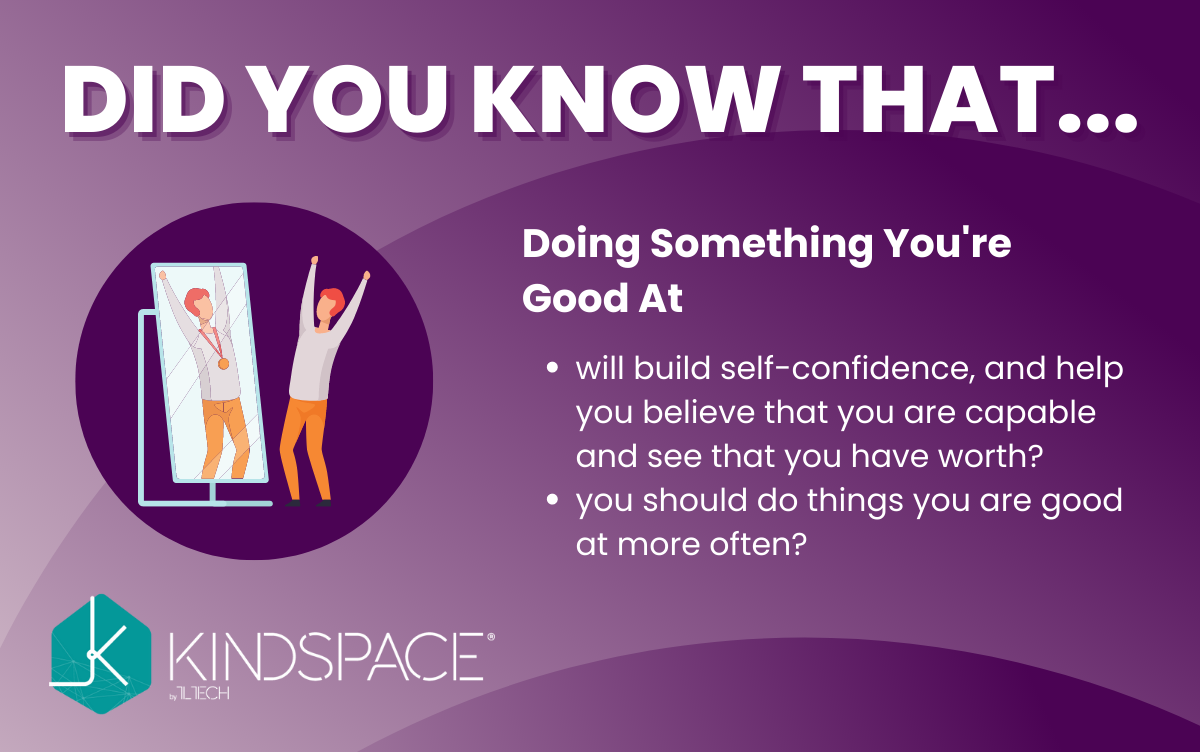 DID YOU KNOW THAT...
Doing Something You're
Good At
• will build self-confidence, and help
you believe that you are capable
and see that you have worth?
• you should do things you are good
at more often?
KINDSPACE®
by TLTECH